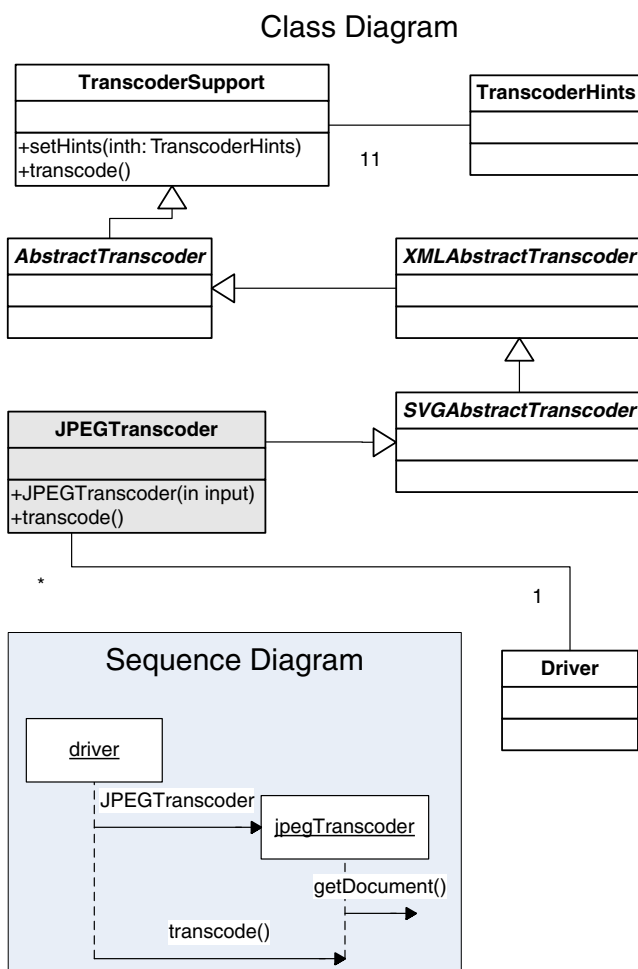 Class Diagram
TranscoderSupport
+setHints(inth: TranscoderHints)
+transcode()
TranscoderHints
11
AbstractTranscoder
XMLAbstractTranscoder
SVGAbstractTranscoder
JPEGTranscoder
+JPEGTranscoder(in input)
+transcode()
*
1
Driver
Sequence Diagram
driver
JPEGTranscoder
jpegTranscoder
getDocument()
transcode()